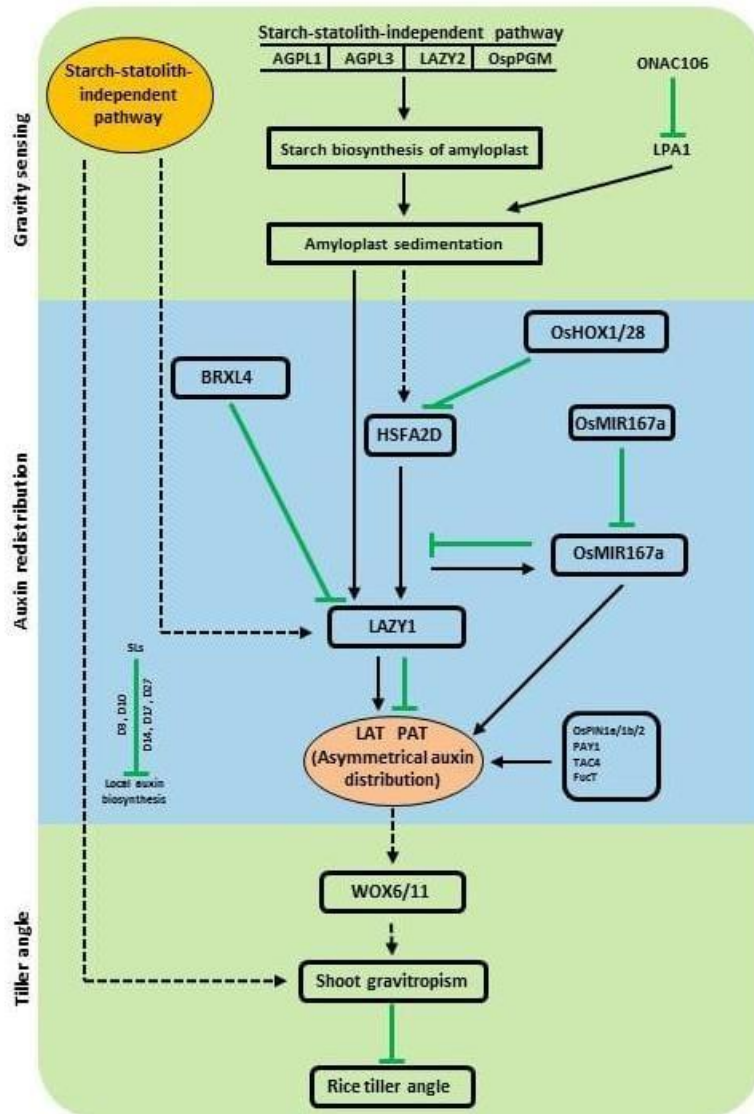 Starch-statolith-independent pathway
AGPL1 AGPL3 LAZY2 OspPGM
Starch-statolith-
independent
pathway
ONAC106
Starch biosynthesis of amyloplast
LPA1
Gravity sensing
Amyloplast sedimentation
OsHOX1/28
BRXL4
HSFA2D
OsMIR167a
OsMIR167a
Auxin redistribution
LAZY1
SLs
D3, D10
D14, D17, D27
Local auxin
biosynthesis
LAT PAT
(Asymmetrical auxin
distribution)
OsPIN1a/1b/2
PAY1
TAC4
FucT
WOX6/11
Tiller angle
Shoot gravitropism
Rice tiller angle